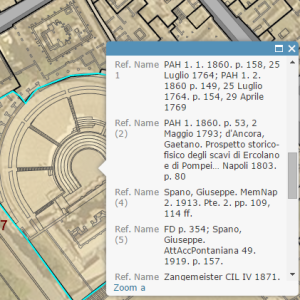 Ref. Name PAH 1. 1. 1860. p. 158, 25
1 Luglio 1764; PAH 1. 2.
1860 p. 149, 25 Luglio
1764. p. 154, 29 Aprile
1769
Ref. Name PAH 1. 1860. p. 53, 2
(2) Maggio 1793; d'Ancora,
Gaetano. Prospetto storico-
fisico degli scavi di Ercolano
e di Pompei... Napoli 1803.
p. 80
Ref. Name Spano, Giuseppe. MemNap
(4) 2. 1913. Pte. 2. pp. 109,
114 ff.
Ref. Name FD p. 354; Spano,
(5) Giuseppe.
AttAccPontaniana 49.
1919. p. 157.
Ref. Name Zangemeister CIL IV 1871.
Zoom a
7